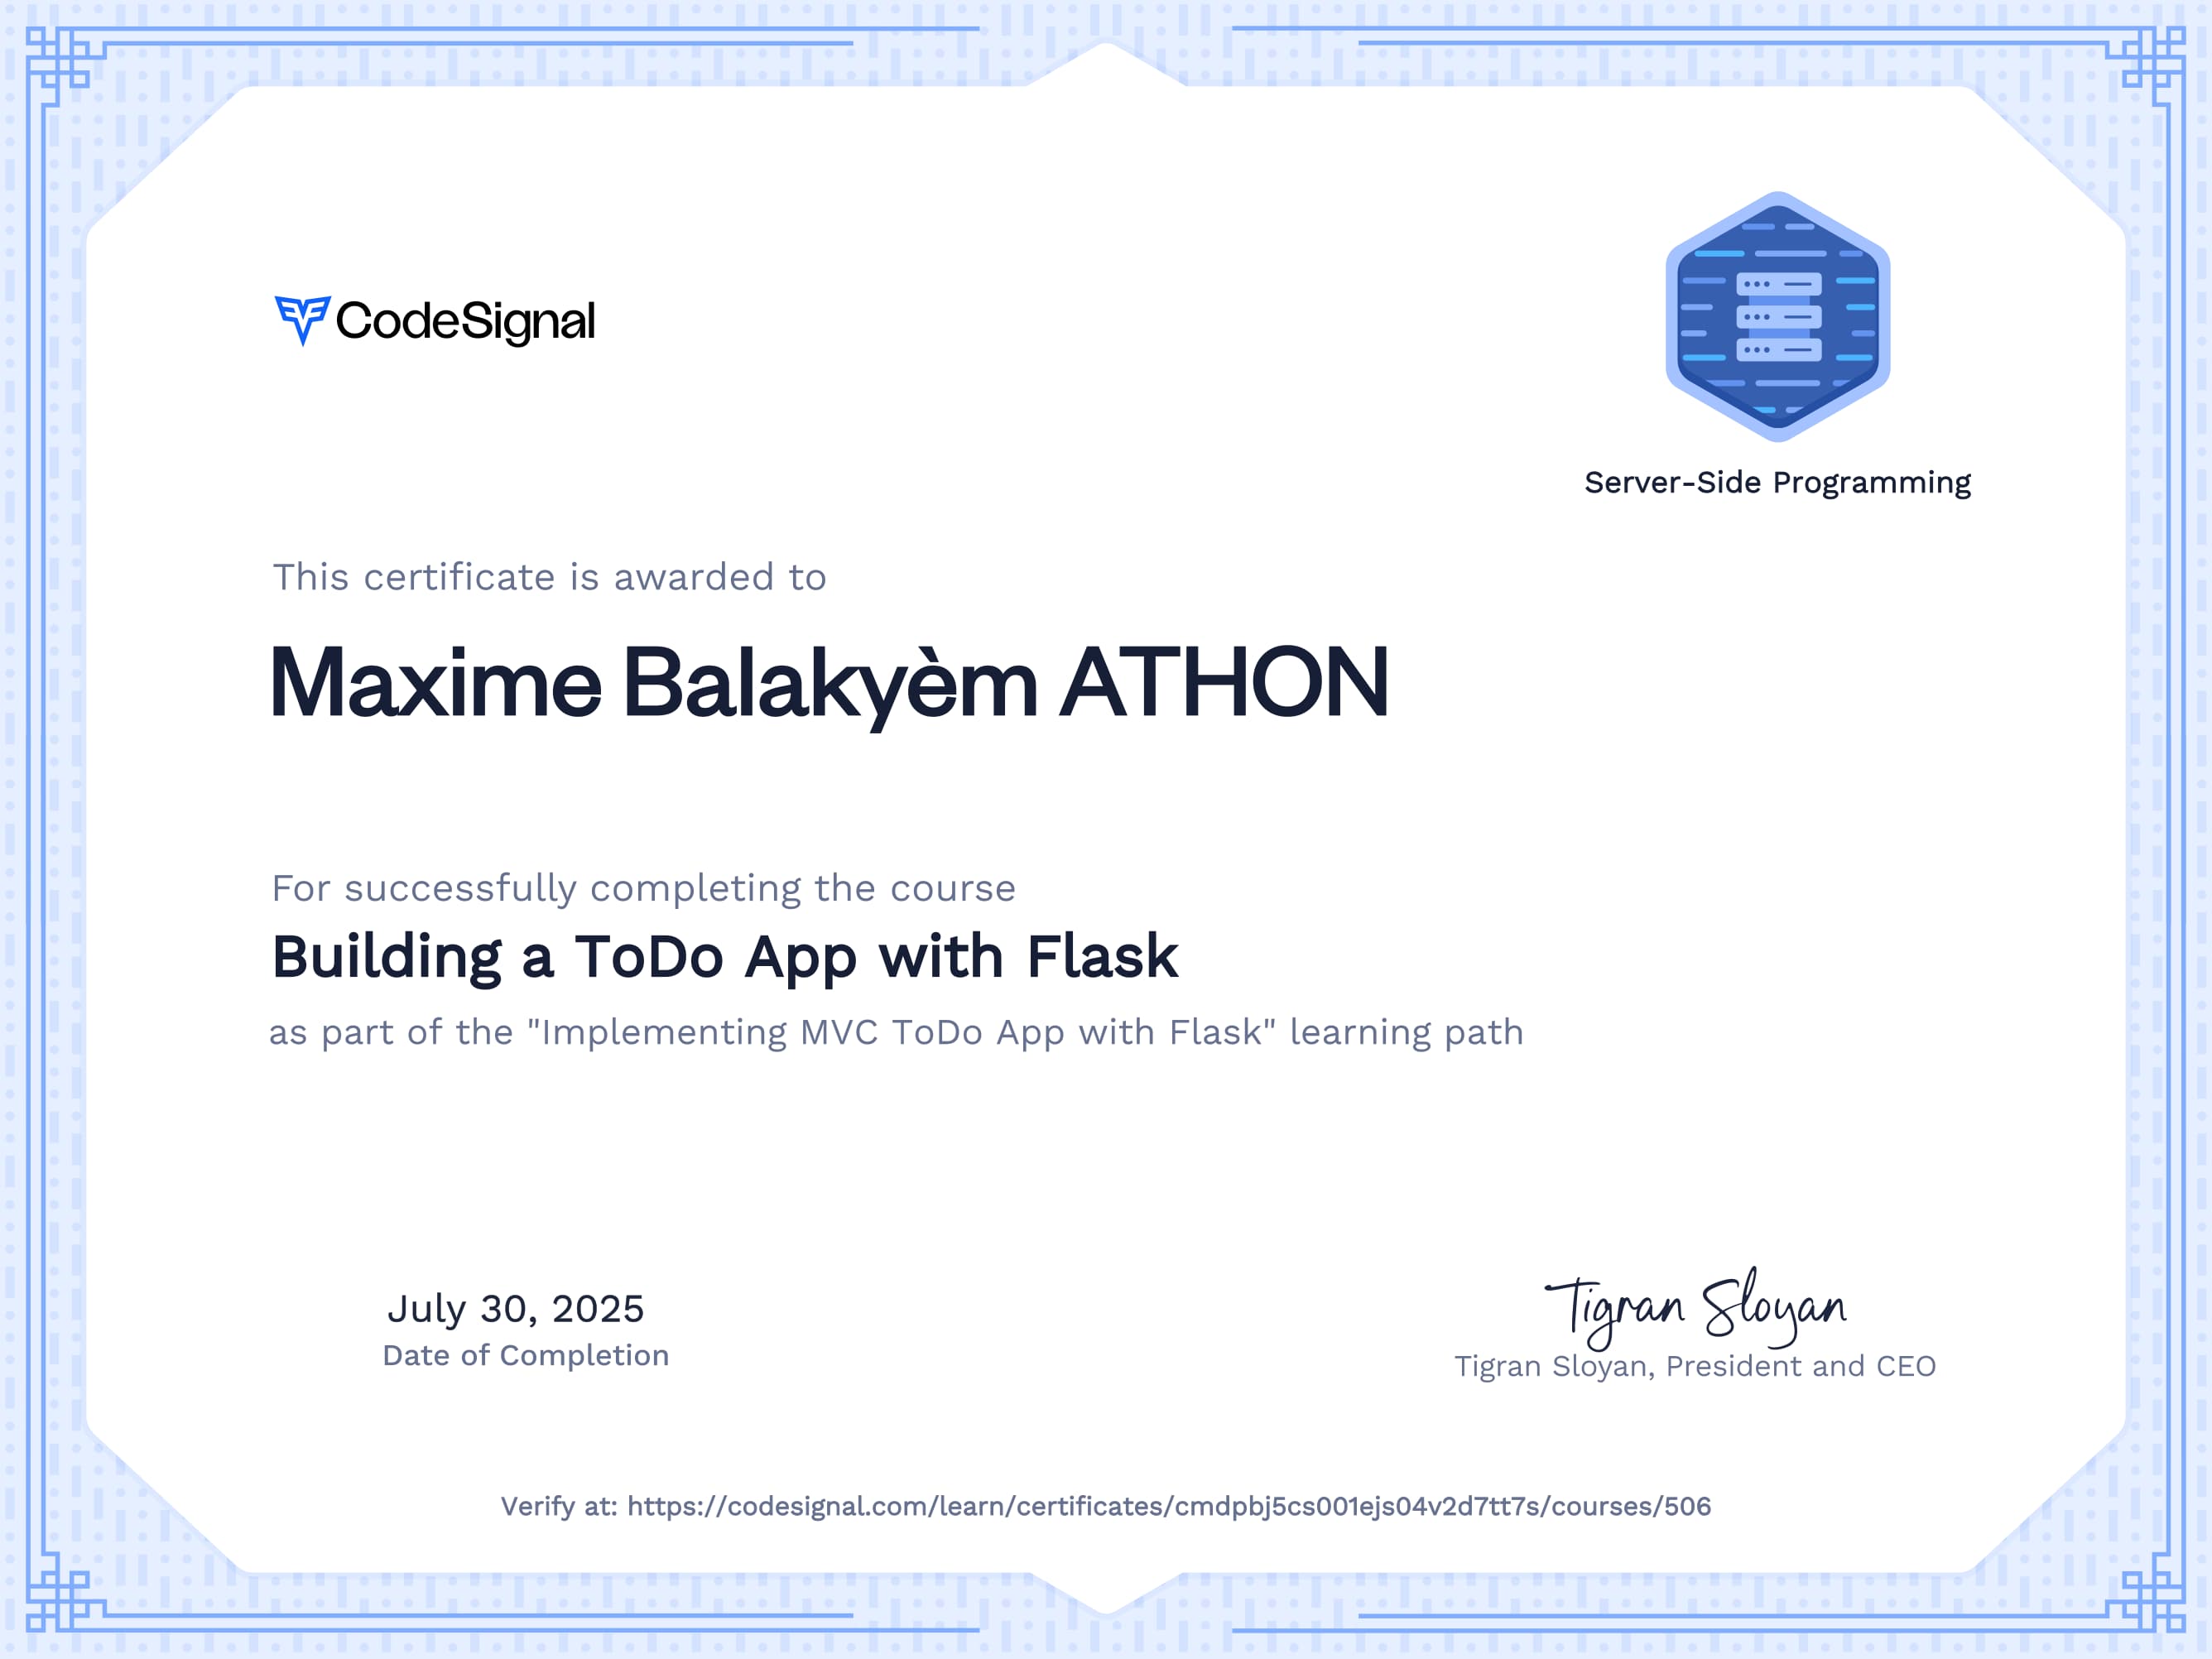 CodeSignal
Server-Side Programming
This certificate is awarded to
Maxime Balakyèm ATHON
For successfully completing the course
Building a ToDo App with Flask
as part of the "Implementing MVC ToDo App with Flask" learning path
July 30, 2025
Date of Completion
Tigran Sloyan
Tigran Sloyan, President and CEO
Verify at: https://codesignal.com/learn/certificates/cmdpbj5cs001ejs04v2d7tt7s/courses/506